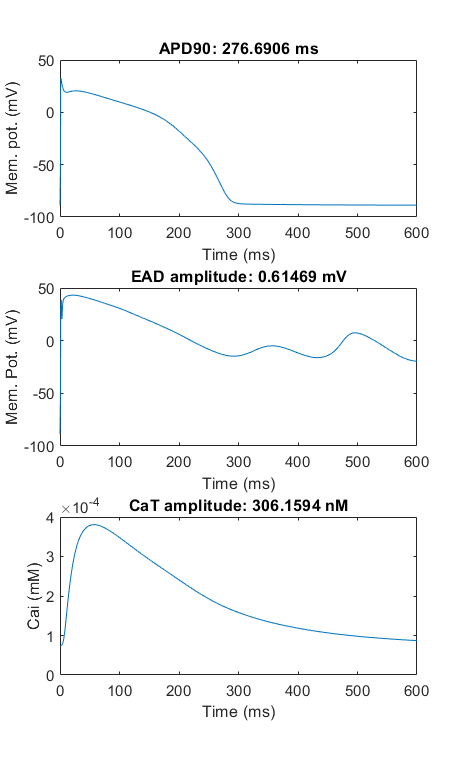 APD90: 276.6906 ms
50
0
-50
-100
Mem. pot. (mV)
0 100 200 300 400 500 600
Time (ms)
EAD amplitude: 0.61469 mV
50
0
-50
-100
Mem. Pot. (mV)
0 100 200 300 400 500 600
Time (ms)
×10⁻⁴
CaT amplitude: 306.1594 nM
4
3
2
1
0
Cai (mM)
0 100 200 300 400 500 600
Time (ms)